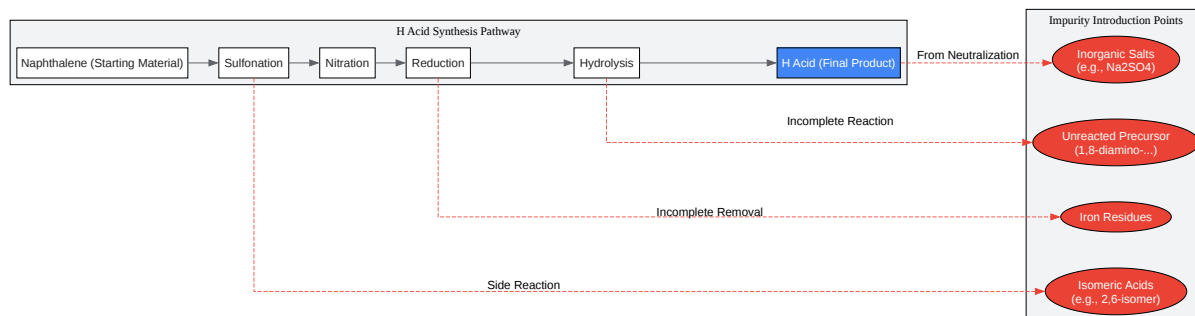 H Acid Synthesis Pathway
Impurity Introduction Points
Naphthalene (Starting Material)
Sulfonation
Nitration
Reduction
Hydrolysis
H Acid (Final Product)
From Neutralization
Inorganic Salts
(e.g., Na2SO4)
Incomplete Reaction
Unreacted Precursor
(1,8-diamino-...)
Incomplete Removal
Iron Residues
Side Reaction
Isomeric Acids
(e.g., 2,6-isomer)